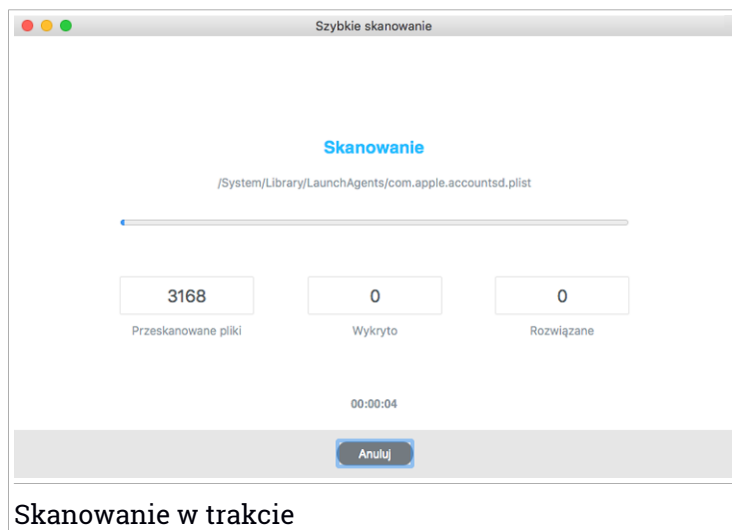 Szybkie skanowanie
Skanowanie
/System/Library/LaunchAgents/com.apple.accountsd.plist
3168 0 0
Przeskanowane pliki Wykryto Rozwiązane
00:00:04
Anuluj
Skanowanie w trakcie